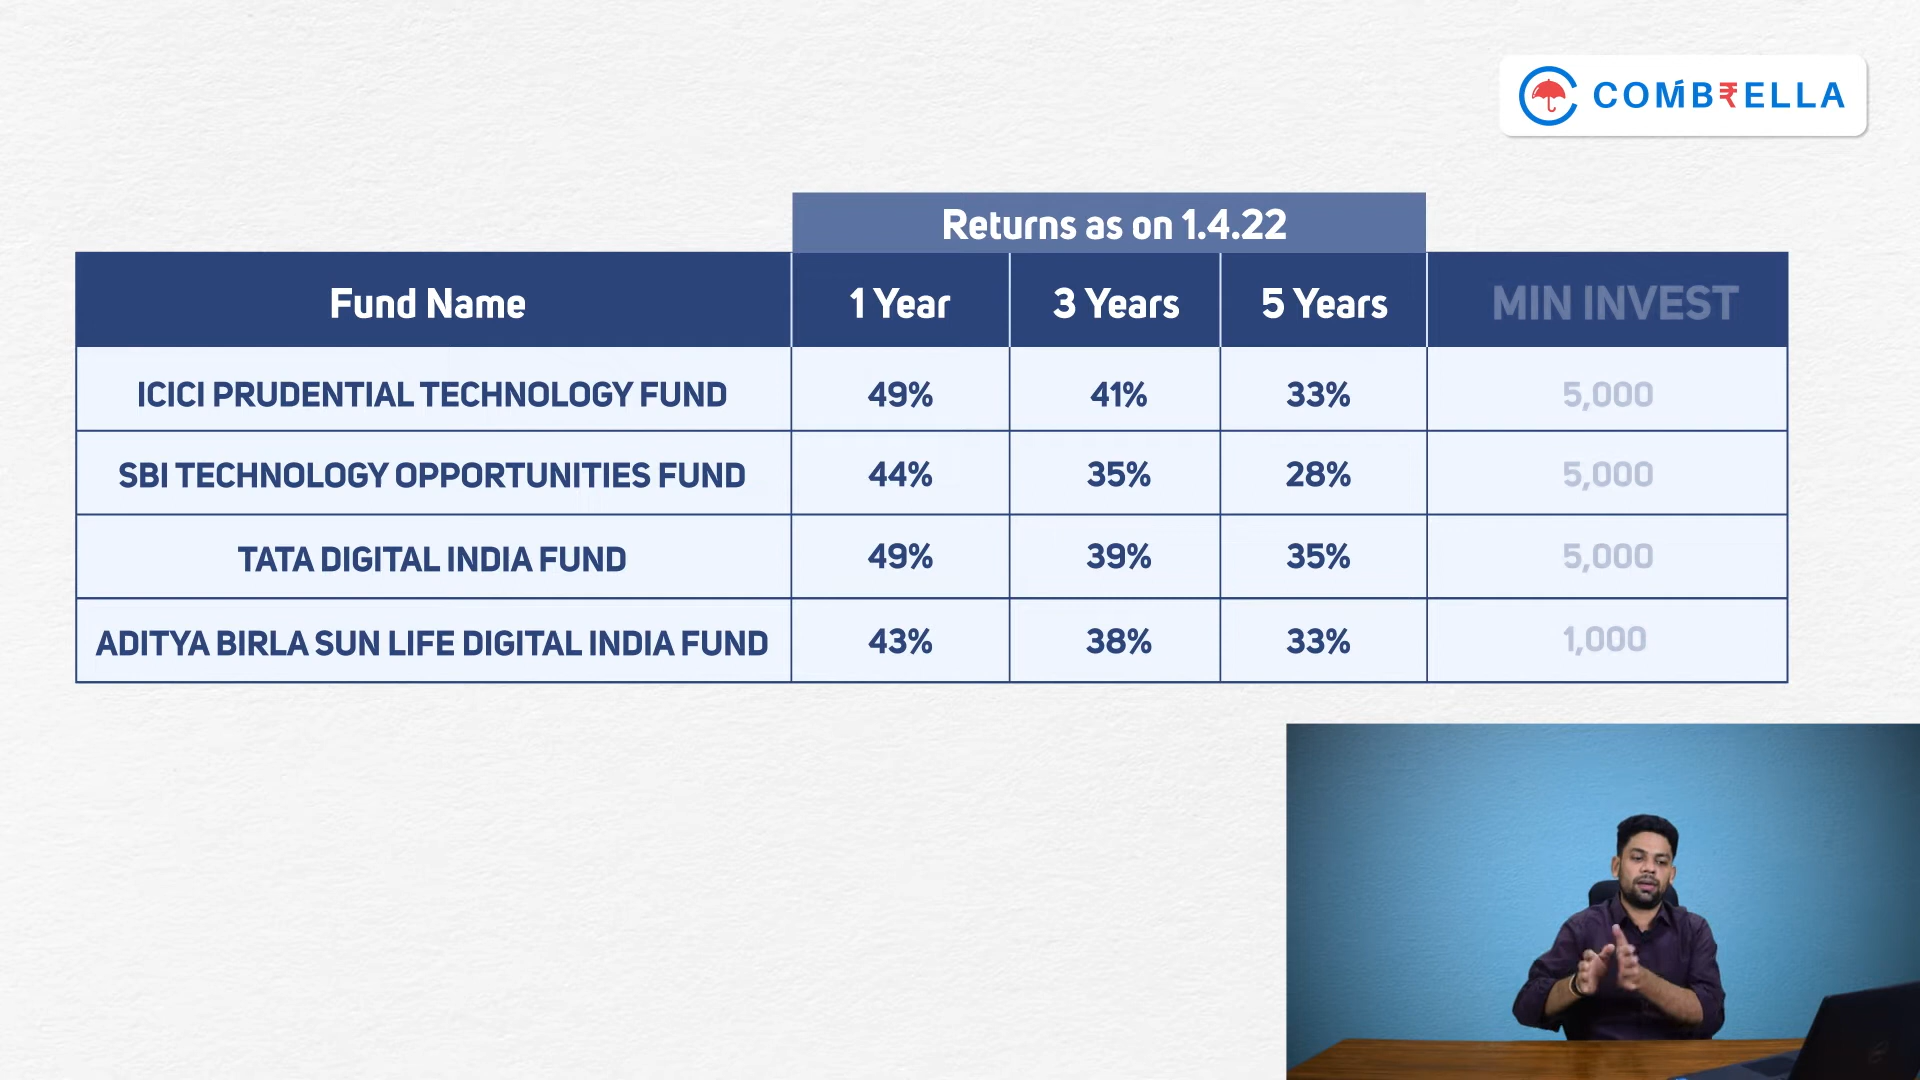 COMBRELLA
Returns as on 1.4.22
Fund Name 1 Year 3 Years 5 Years MIN INVEST
ICICI PRUDENTIAL TECHNOLOGY FUND 49% 41% 33% 5,000
SBI TECHNOLOGY OPPORTUNITIES FUND 44% 35% 28% 5,000
TATA DIGITAL INDIA FUND 49% 39% 35% 5,000
ADITYA BIRLA SUN LIFE DIGITAL INDIA FUND 43% 38% 33% 1,000